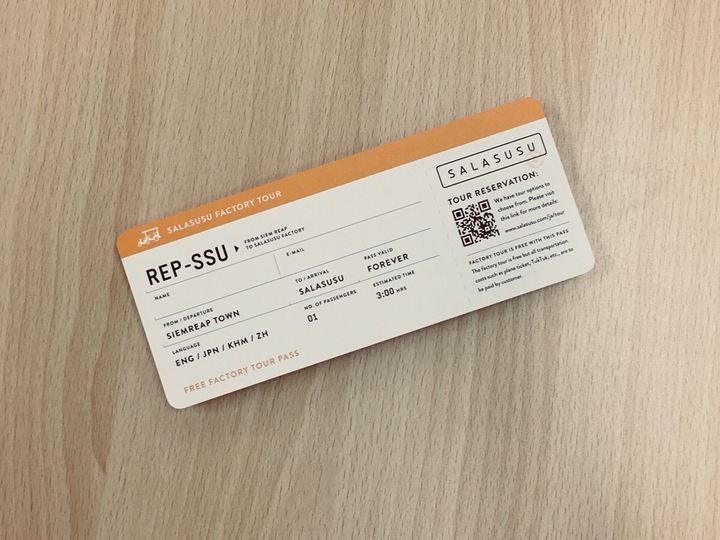 SALASUSU FACTORY TOUR
REP-SSU
FROM SIEM REAP
TO SALASUSU FACTORY
NAME
E-MAIL
FROM / DEPARTURE
SIEMREAP TOWN
TO / ARRIVAL
SALASUSU
PASS VALID
FOREVER
LANGUAGE
ENG / JPN / KHM / ZH
NO. OF PASSENGERS
01
ESTIMATED TIME
3:00 HRS
FREE FACTORY TOUR PASS
SALASUSU
TOUR RESERVATION:
We have tour options to
choose from. Please visit
this link for more details:
www.salasusu.com/ja/tour
FACTORY TOUR IS FREE WITH THIS PASS
The factory tour is free but all transportation
costs such as plane ticket, TukTuk, etc., are to
be paid by customer.